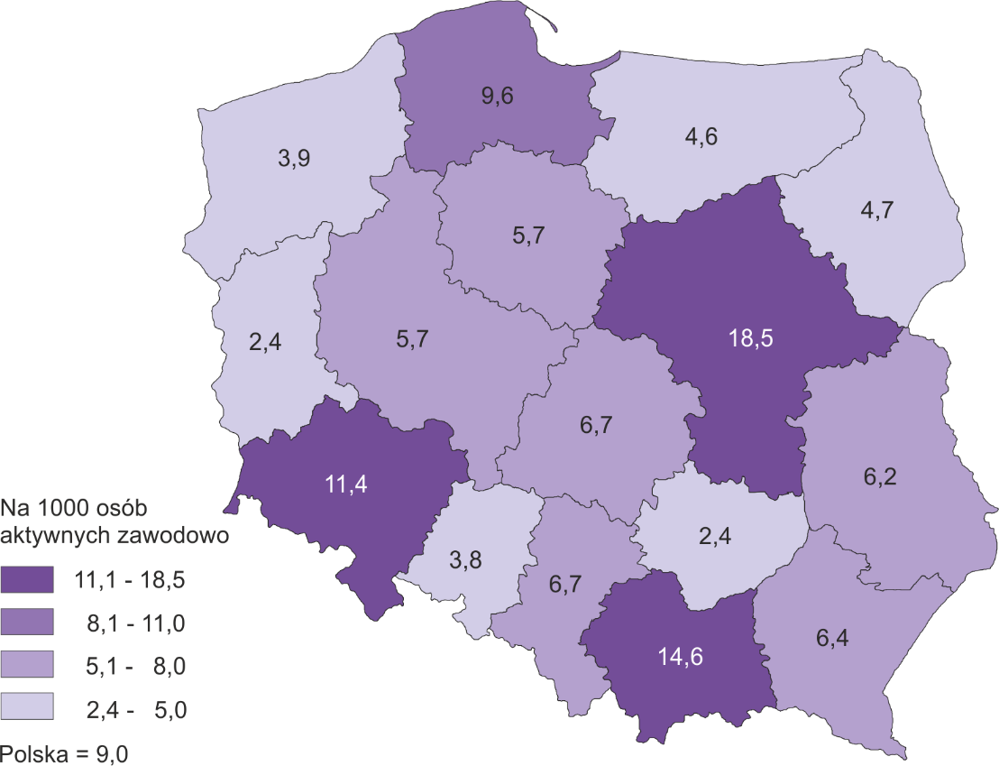 9,6
4,6
3,9
4,7
5,7
2,4
5,7
18,5
6,7
6,2
11,4
2,4
3,8
6,7
6,4
14,6
Na 1000 osób
aktywnych zawodowo
11,1 - 18,5
8,1 - 11,0
5,1 - 8,0
2,4 - 5,0
Polska = 9,0